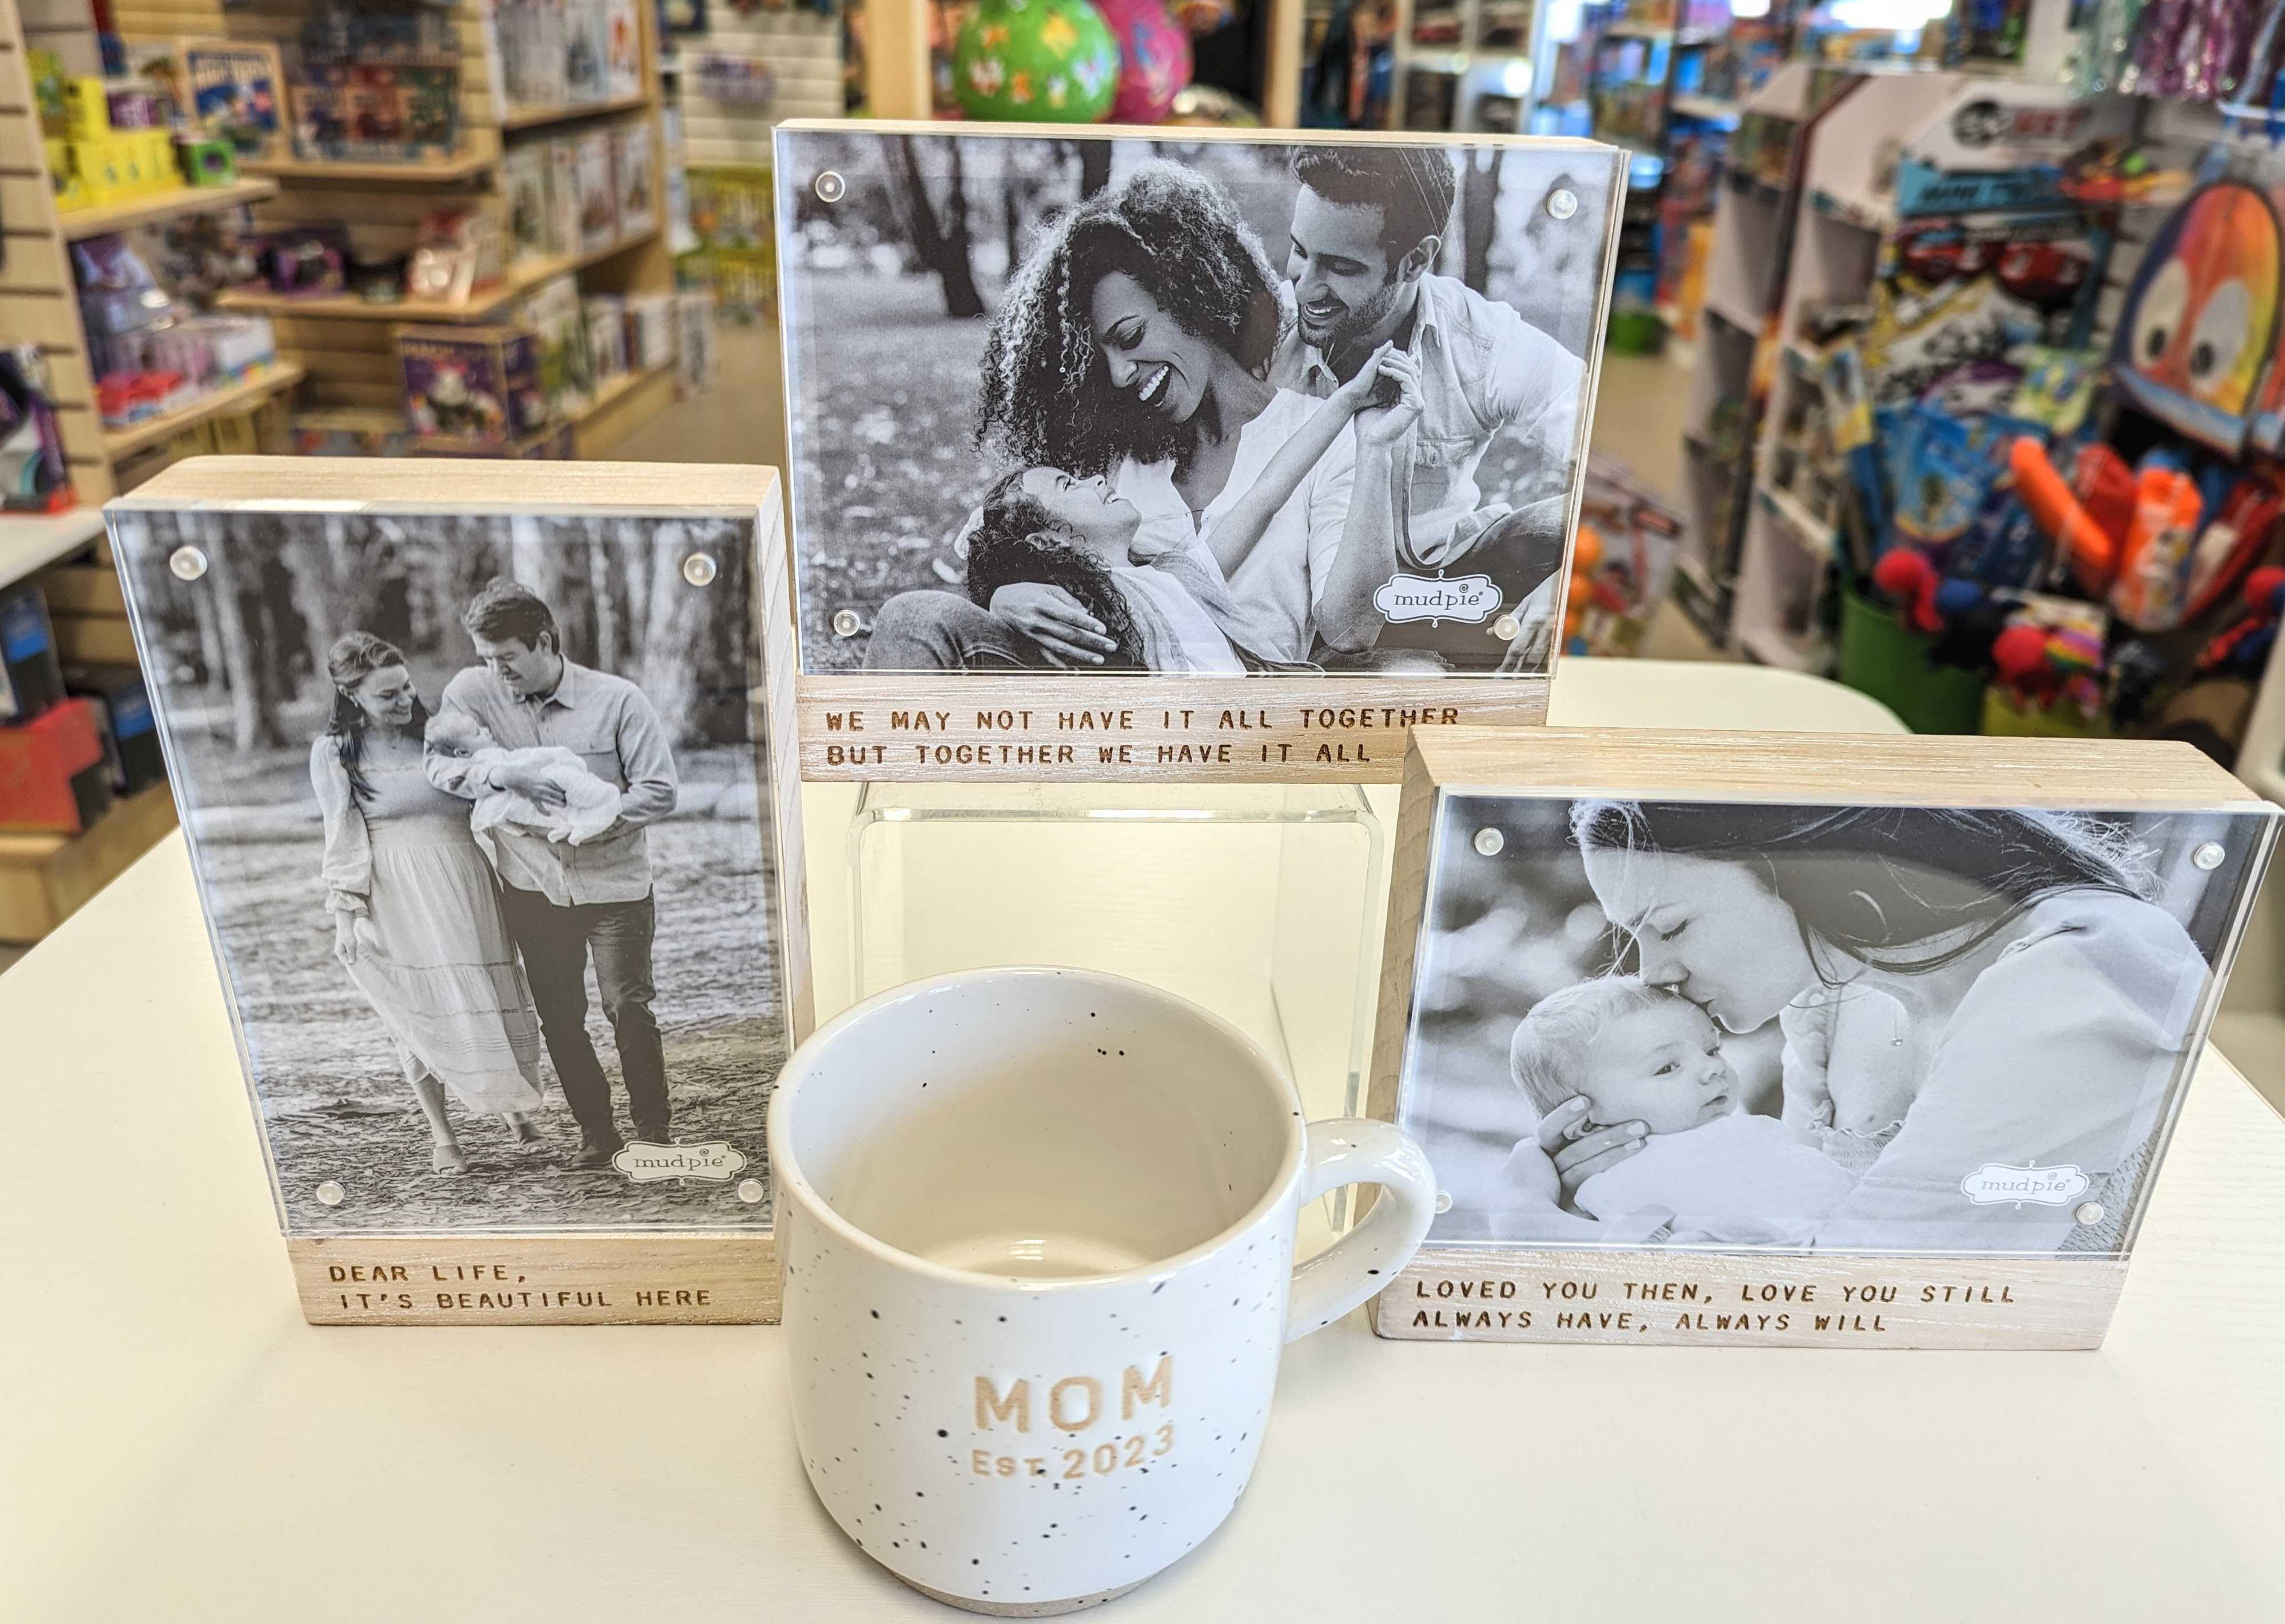 WE MAY NOT HAVE IT ALL TOGETHER
BUT TOGETHER WE HAVE IT ALL
mudpie
DEAR LIFE,
IT'S BEAUTIFUL HERE
mudpie
LOVED YOU THEN, LOVE YOU STILL
ALWAYS HAVE, ALWAYS WILL
mudpie
MOM
EST. 2023